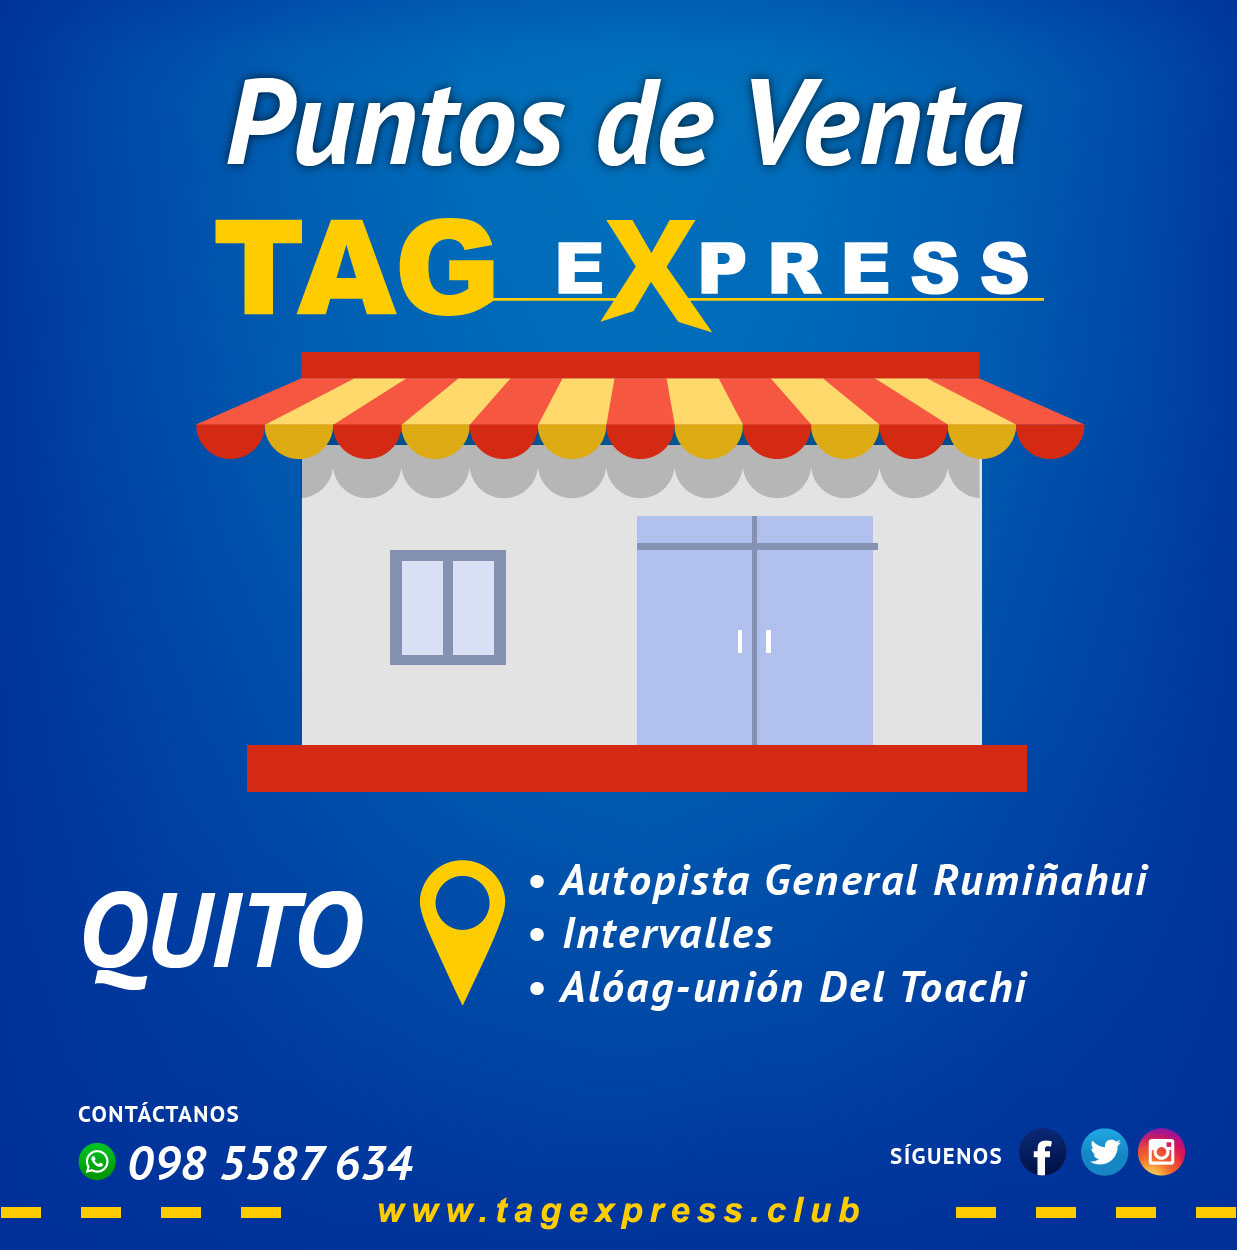 Puntos de Venta
TAG EXPRESS
QUITO
• Autopista General Rumiñahui
• Intervalles
• Alóag-unión Del Toachi
CONTÁCTANOS
098 5587 634
SÍGUENOS
www.tagexpress.club